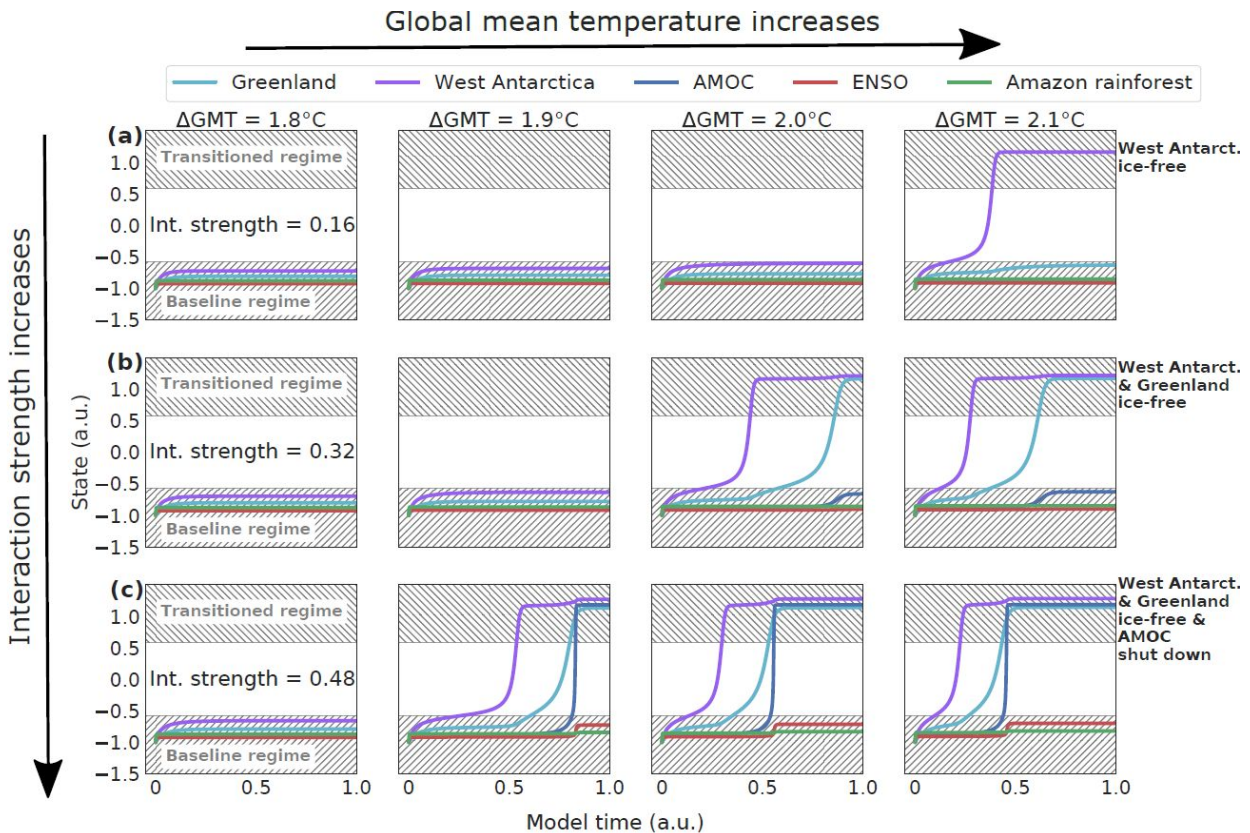 Global mean temperature increases
Greenland West Antarctica AMOC ENSO Amazon rainforest
ΔGMT = 1.8°C ΔGMT = 1.9°C ΔGMT = 2.0°C ΔGMT = 2.1°C
Interaction strength increases
State (a.u.)
(a)
1.0
0.5
0.0
−0.5
−1.0
−1.5
Transitioned regime
Int. strength = 0.16
Baseline regime
West Antarct.
ice-free
(b)
1.0
0.5
0.0
−0.5
−1.0
−1.5
Transitioned regime
Int. strength = 0.32
Baseline regime
West Antarct.
& Greenland
ice-free
(c)
1.0
0.5
0.0
−0.5
−1.0
−1.5
Transitioned regime
Int. strength = 0.48
Baseline regime
West Antarct.
& Greenland
ice-free &
AMOC
shut down
0 0.5 1.0 0 0.5 1.0 0 0.5 1.0 0 0.5 1.0
Model time (a.u.)